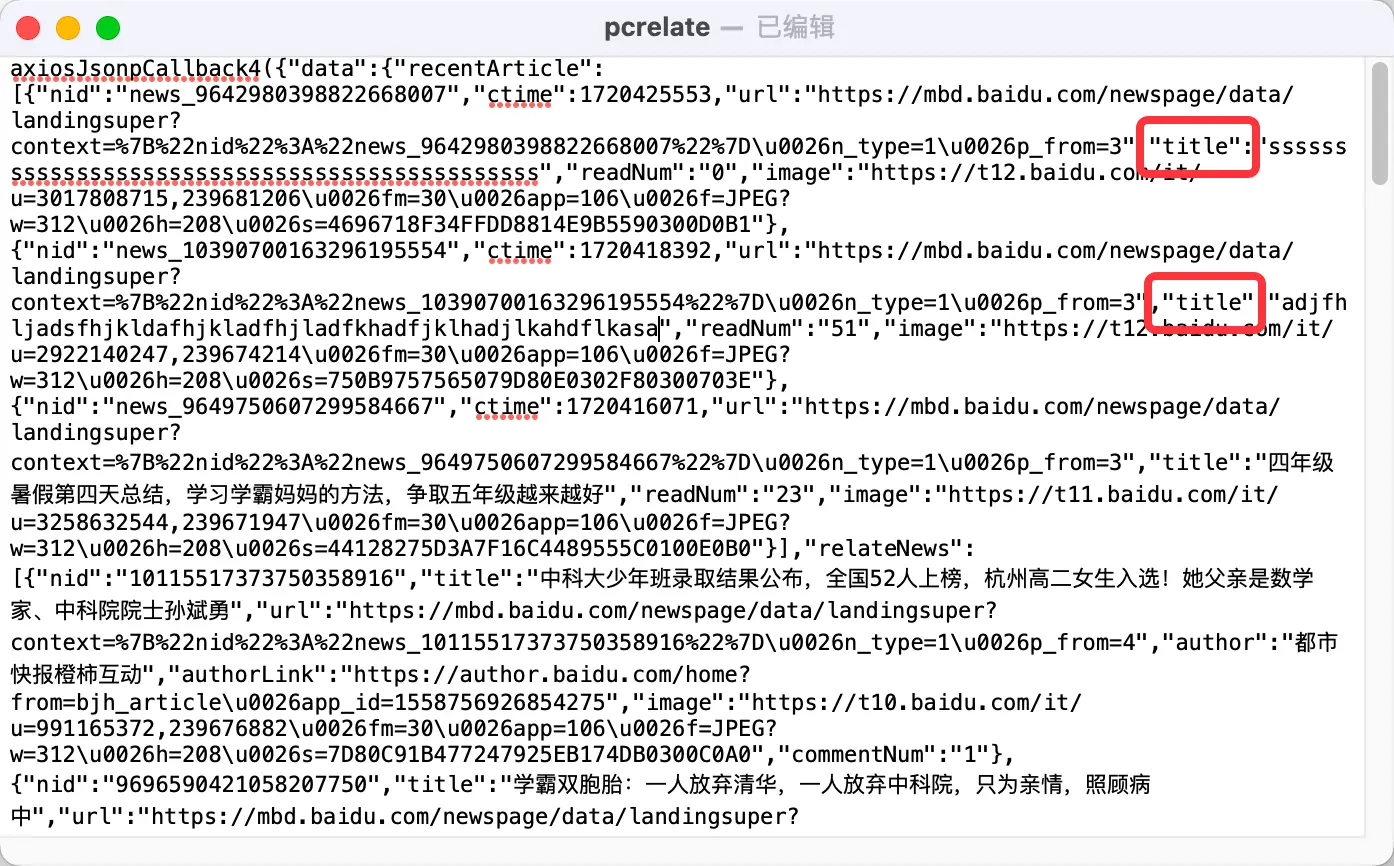 pcrelate — 已编辑
axiosJsonpCallback4({"data":{"recentArticle":
[{"nid":"news_9642980398822668007","ctime":1720425553,"url":"https://mbd.baidu.com/newspage/data/
landingsuper?
context=%7B%22nid%22%3A%22news_9642980398822668007%22%7D\u0026n_type=1\u0026p_from=3","title":"ssssss
ssssssssssssssssssssssssssssssssssssssss","readNum":"0","image":"https://t12.baidu.com/it/
u=3017808715,239681206\u0026fm=30\u0026app=106\u0026f=JPEG?
w=312\u0026h=208\u0026s=4696718F34FFDD8814E9B5590300D0B1"},
{"nid":"news_10390700163296195554","ctime":1720418392,"url":"https://mbd.baidu.com/newspage/data/
landingsuper?
context=%7B%22nid%22%3A%22news_10390700163296195554%22%7D\u0026n_type=1\u0026p_from=3","title":"adjfh
ljadsfhjkldafhjkladfhjladfkhadfjklhadjlkahdflkasa","readNum":"51","image":"https://t12.baidu.com/it/
u=2922140247,239674214\u0026fm=30\u0026app=106\u0026f=JPEG?
w=312\u0026h=208\u0026s=750B9757565079D80E0302F80300703E"},
{"nid":"news_9649750607299584667","ctime":1720416071,"url":"https://mbd.baidu.com/newspage/data/
landingsuper?
context=%7B%22nid%22%3A%22news_9649750607299584667%22%7D\u0026n_type=1\u0026p_from=3","title":"四年级
暑假第四天总结，学习学霸妈妈的方法，争取五年级越来越好","readNum":"23","image":"https://t11.baidu.com/it/
u=3258632544,239671947\u0026fm=30\u0026app=106\u0026f=JPEG?
w=312\u0026h=208\u0026s=44128275D3A7F16C4489555C0100E0B0"}],"relateNews":
[{"nid":"10115517373750358916","title":"中科大少年班录取结果公布，全国52人上榜，杭州高二女生入选！她父亲是数学
家、中科院院士孙斌勇","url":"https://mbd.baidu.com/newspage/data/landingsuper?
context=%7B%22nid%22%3A%22news_10115517373750358916%22%7D\u0026n_type=1\u0026p_from=4","author":"都市
快报橙柿互动","authorLink":"https://author.baidu.com/home?
from=bjh_article\u0026app_id=1558756926854275","image":"https://t10.baidu.com/it/
u=991165372,239676882\u0026fm=30\u0026app=106\u0026f=JPEG?
w=312\u0026h=208\u0026s=7D80C91B477247925EB174DB0300C0A0","commentNum":"1"},
{"nid":"9696590421058207750","title":"学霸双胞胎：一人放弃清华，一人放弃中科院，只为亲情，照顾病
中","url":"https://mbd.baidu.com/newspage/data/landingsuper?